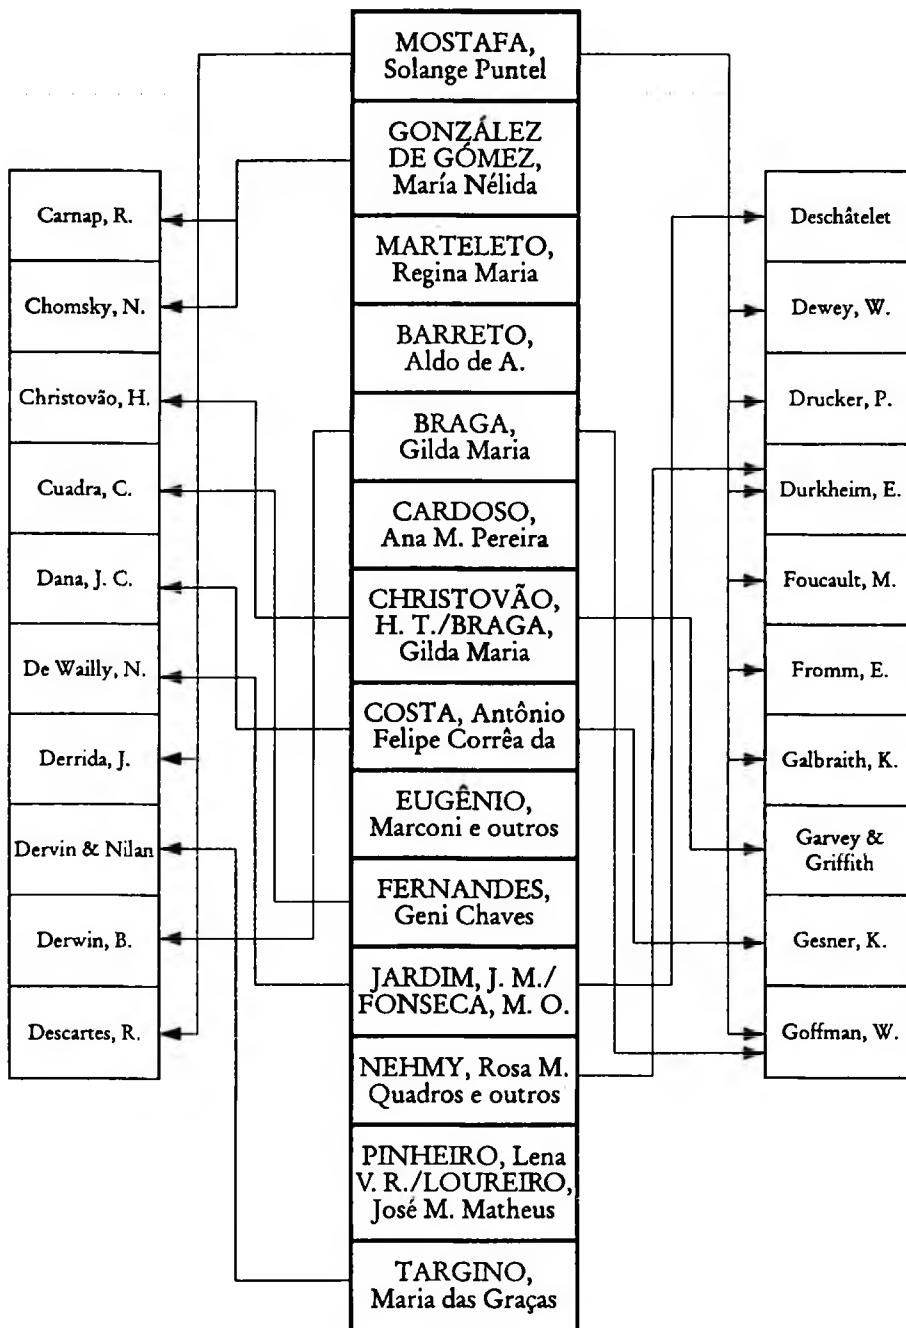 Carnap, R.
Chomsky, N.
Christovão, H.
Cuadra, C.
Dana, J. C.
De Wailly, N.
Derrida, J.
Dervin & Nilan
Derwin, B.
Descartes, R.
MOSTAFA,
Solange Puntel
GONZÁLEZ
DE GÓMEZ,
María Nélida
MARTELETO,
Regina Maria
BARRETO,
Aldo de A.
BRAGA,
Gilda Maria
CARDOSO,
Ana M. Pereira
CHRISTOVÃO,
H. T./BRAGA,
Gilda Maria
COSTA, Antônio
Felipe Corrêa da
EUGÊNIO,
Marconi e outros
FERNANDES,
Geni Chaves
JARDIM, J. M./
FONSECA, M. O.
NEHMY, Rosa M.
Quadros e outros
PINHEIRO, Lena
V. R./LOUREIRO,
José M. Matheus
TARGINO,
Maria das Graças
Deschâtelet
Dewey, W.
Drucker, P.
Durkheim, E.
Foucault, M.
Fromm, E.
Galbraith, K.
Garvey &
Griffith
Gesner, K.
Goffman, W.